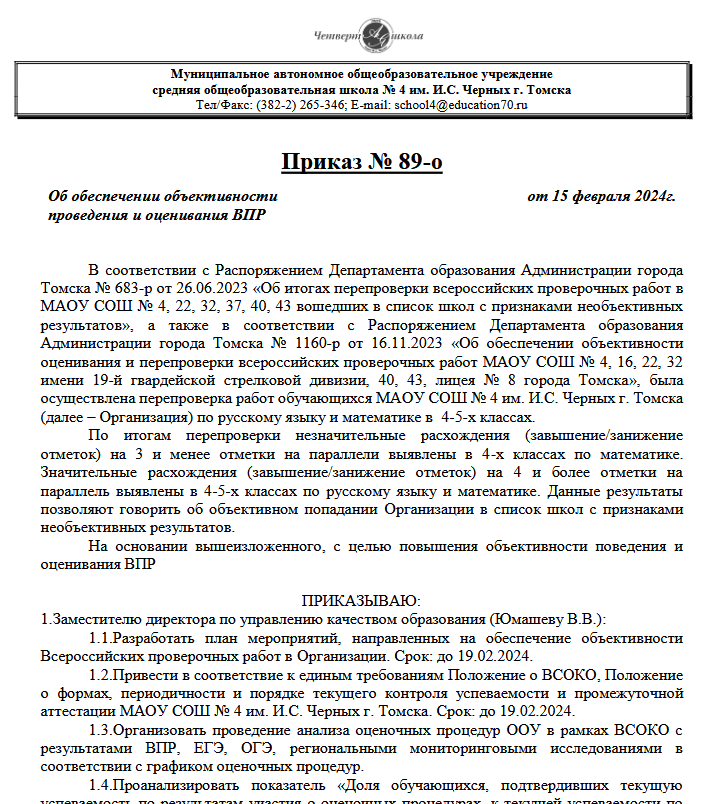 Четверта школа
Муниципальное автономное общеобразовательное учреждение
средняя общеобразовательная школа № 4 им. И.С. Черных г. Томска
Тел/Факс: (382-2) 265-346; E-mail: school4@education70.ru
Приказ № 89-о
Об обеспечении объективности от 15 февраля 2024г.
проведения и оценивания ВПР
В соответствии с Распоряжением Департамента образования Администрации города
Томска № 683-р от 26.06.2023 «Об итогах перепроверки всероссийских проверочных работ в
МАОУ СОШ № 4, 22, 32, 37, 40, 43 вошедших в список школ с признаками необъективных
результатов», а также в соответствии с Распоряжением Департамента образования
Администрации города Томска № 1160-р от 16.11.2023 «Об обеспечении объективности
оценивания и перепроверки всероссийских проверочных работ МАОУ СОШ № 4, 16, 22, 32
имени 19-й гвардейской стрелковой дивизии, 40, 43, лицея № 8 города Томска», была
осуществлена перепроверка работ обучающихся МАОУ СОШ № 4 им. И.С. Черных г. Томска
(далее – Организация) по русскому языку и математике в 4-5-х классах.
По итогам перепроверки незначительные расхождения (завышение/занижение
отметок) на 3 и менее отметки на параллели выявлены в 4-х классах по математике.
Значительные расхождения (завышение/занижение отметок) на 4 и более отметки на
параллель выявлены в 4-5-х классах по русскому языку и математике. Данные результаты
позволяют говорить об объективном попадании Организации в список школ с признаками
необъективных результатов.
На основании вышеизложенного, с целью повышения объективности поведения и
оценивания ВПР
ПРИКАЗЫВАЮ:
1.Заместителю директора по управлению качеством образования (Юмашеву В.В.):
1.1.Разработать план мероприятий, направленных на обеспечение объективности
Всероссийских проверочных работ в Организации. Срок: до 19.02.2024.
1.2.Привести в соответствие к единым требованиям Положение о ВСОКО, Положение
о формах, периодичности и порядке текущего контроля успеваемости и промежуточной
аттестации МАОУ СОШ № 4 им. И.С. Черных г. Томска. Срок: до 19.02.2024.
1.3.Организовать проведение анализа оценочных процедур ООУ в рамках ВСОКО с
результатами ВПР, ЕГЭ, ОГЭ, региональными мониторинговыми исследованиями в
соответствии с графиком оценочных процедур.
1.4.Проанализировать показатель «Доля обучающихся, подтвердивших текущую
успеваемость по результатам участия о оценочных процедурах, к текущей успеваемости по